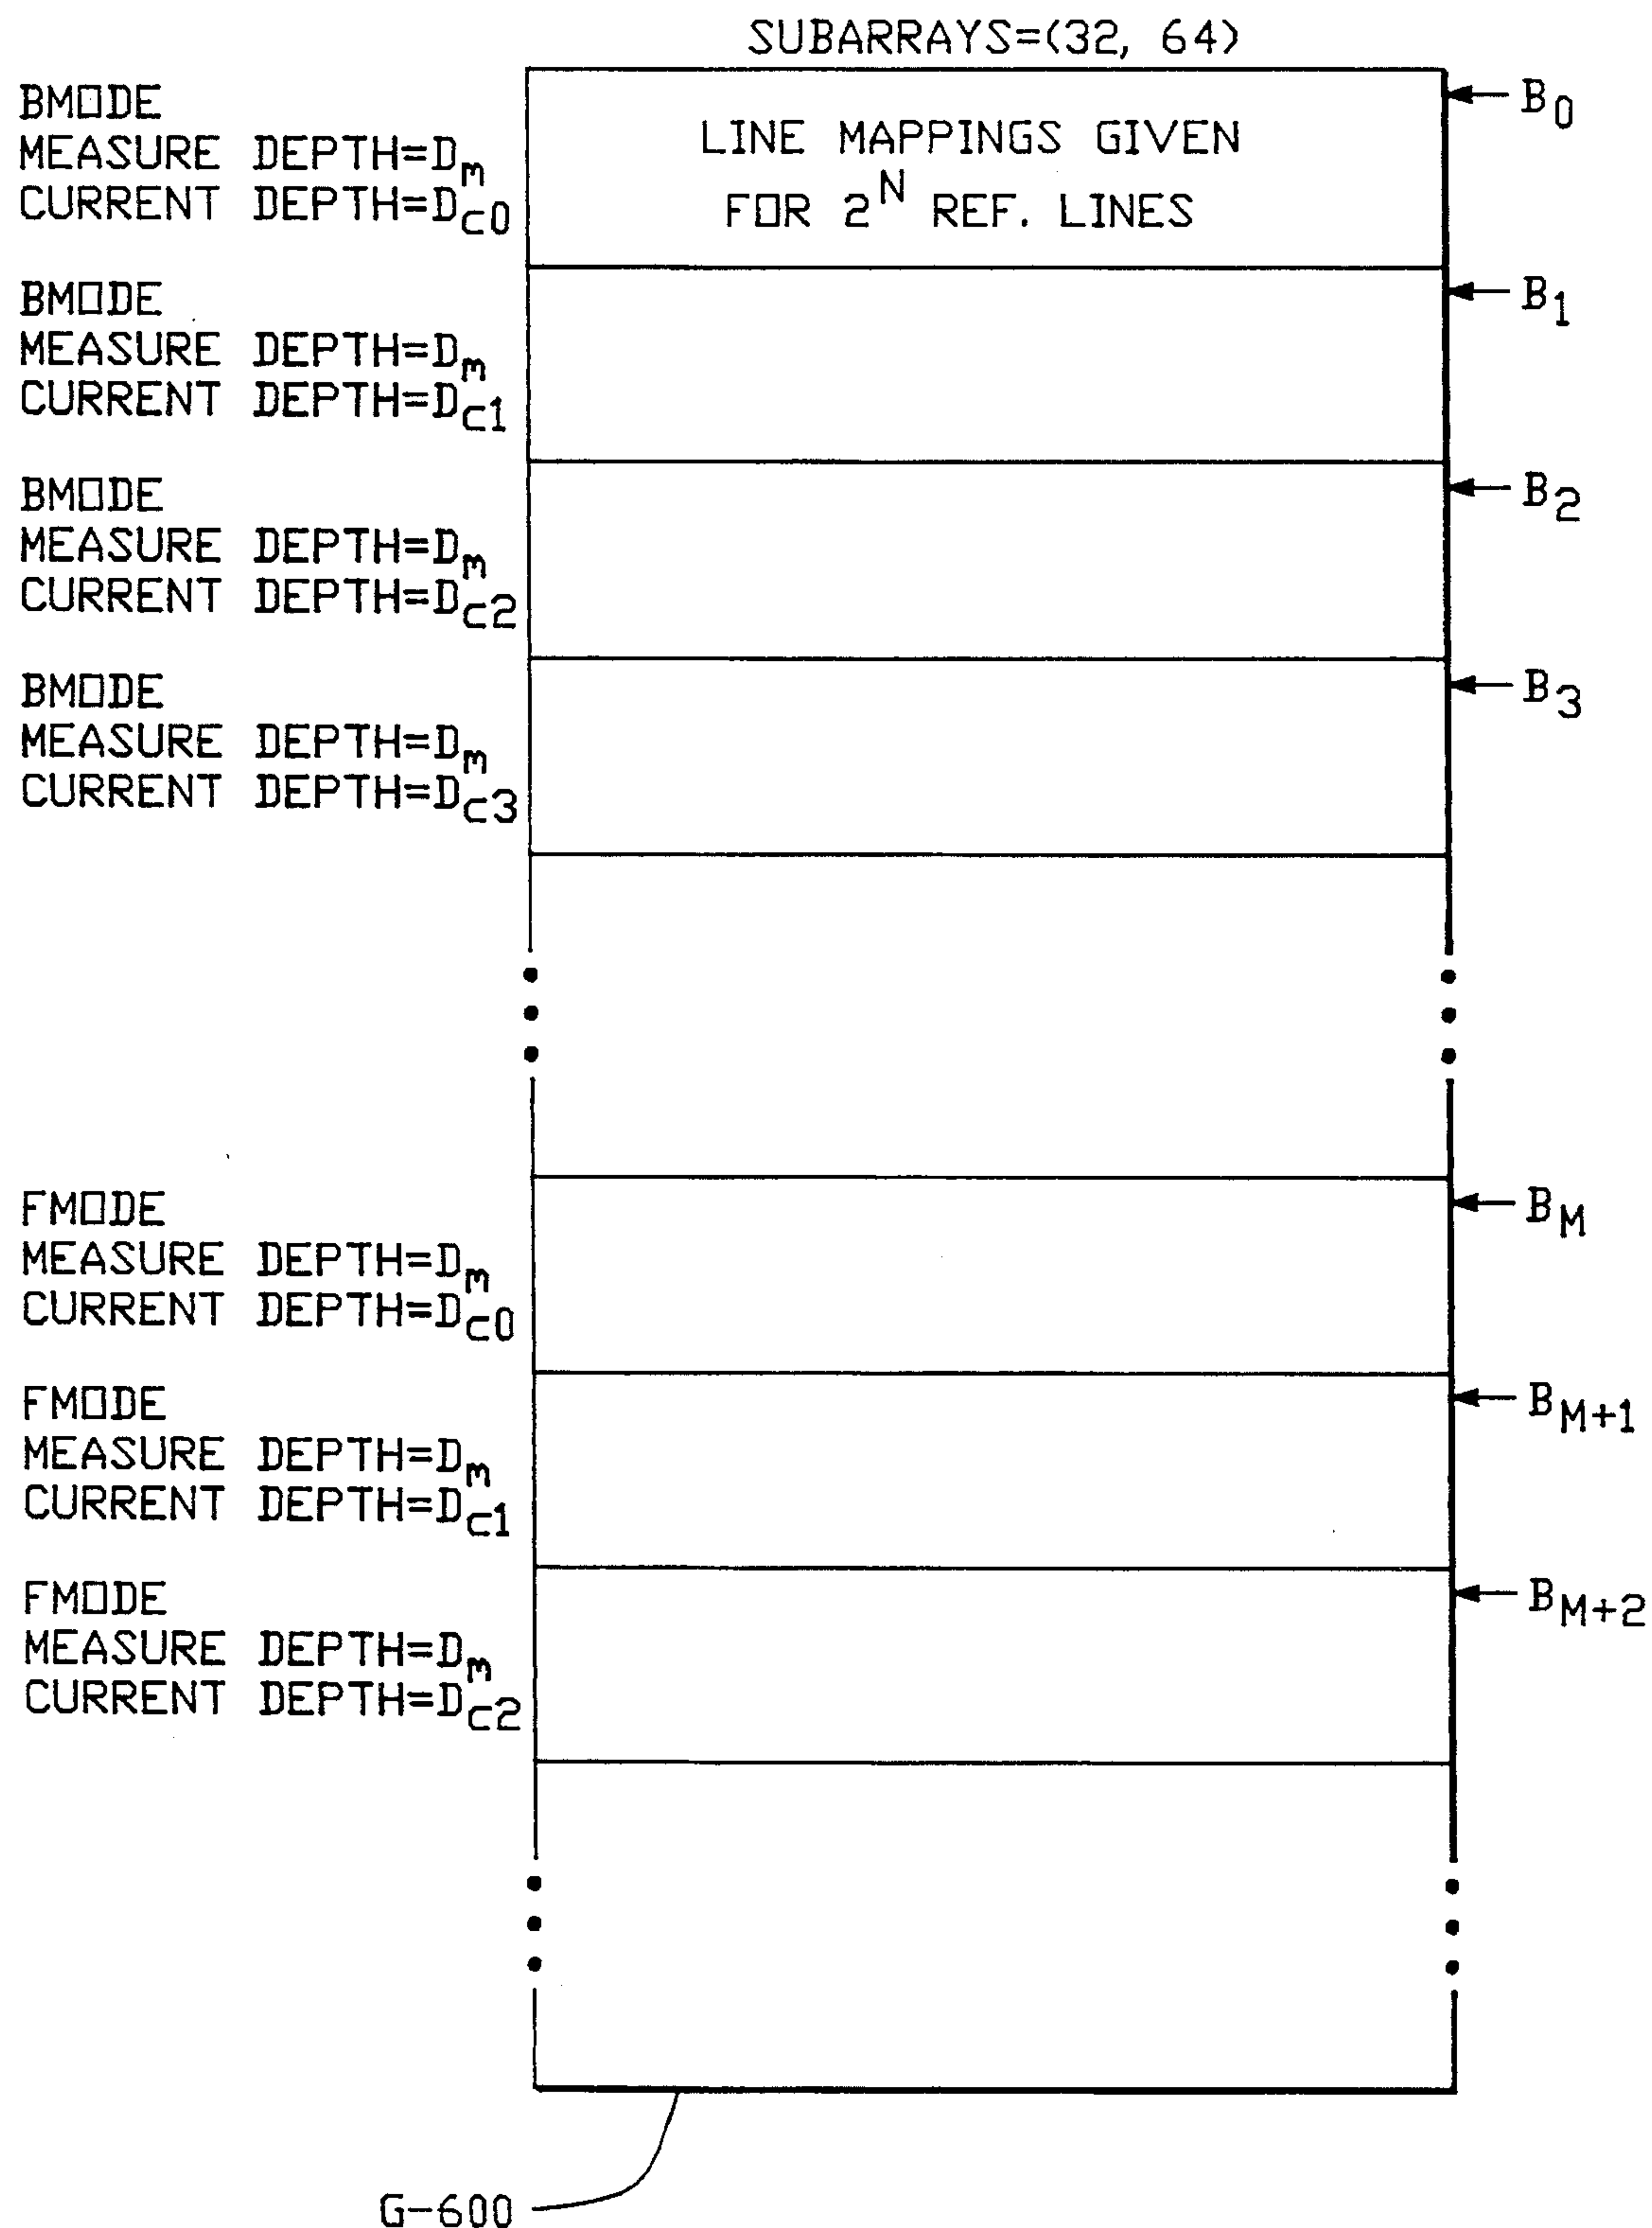 SUBARRAYS=(32, 64)
BMODE
MEASURE DEPTH=Dm
CURRENT DEPTH=Dc0
LINE MAPPINGS GIVEN
FOR 2^N REF. LINES
B0
BMODE
MEASURE DEPTH=Dm
CURRENT DEPTH=Dc1
B1
BMODE
MEASURE DEPTH=Dm
CURRENT DEPTH=Dc2
B2
BMODE
MEASURE DEPTH=Dm
CURRENT DEPTH=Dc3
B3
FMODE
MEASURE DEPTH=Dm
CURRENT DEPTH=Dc0
BM
FMODE
MEASURE DEPTH=Dm
CURRENT DEPTH=Dc1
BM+1
FMODE
MEASURE DEPTH=Dm
CURRENT DEPTH=Dc2
BM+2
G-600